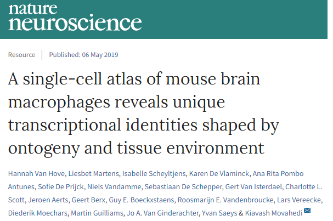 nature
neuroscience
Resource | Published: 06 May 2019
A single-cell atlas of mouse brain
macrophages reveals unique
transcriptional identities shaped by
ontogeny and tissue environment
Hannah Van Hove, Liesbet Martens, Isabelle Scheyltjens, Karen De Vlaminck, Ana Rita Pombo
Antunes, Sofie De Prijck, Niels Vandamme, Sebastiaan De Schepper, Gert Van Isterdael, Charlotte L.
Scott, Jeroen Aerts, Geert Berx, Guy E. Boeckxstaens, Roosmarijn E. Vandenbroucke, Lars Vereecke,
Diederik Moechars, Martin Guilliams, Jo A. Van Ginderachter, Yvan Saeys & Kiavash Movahedi